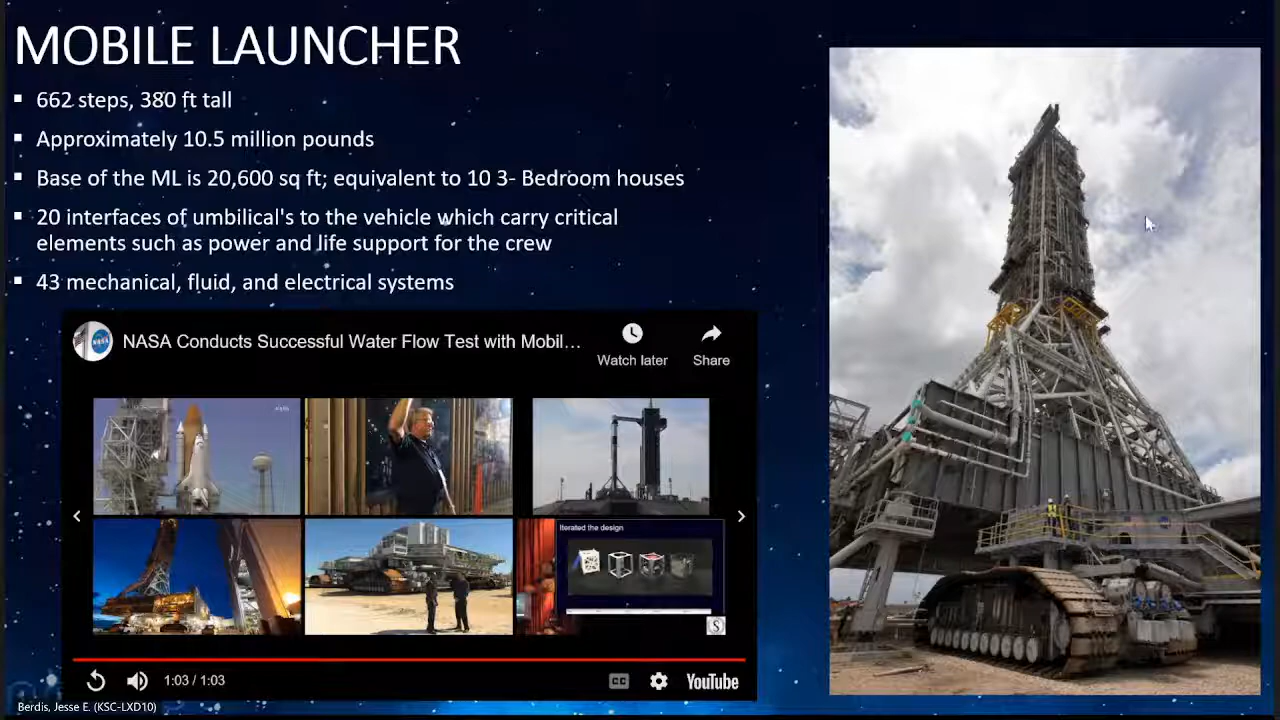 MOBILE LAUNCHER
▪ 662 steps, 380 ft tall
▪ Approximately 10.5 million pounds
▪ Base of the ML is 20,600 sq ft; equivalent to 10 3- Bedroom houses
▪ 20 interfaces of umbilical's to the vehicle which carry critical
elements such as power and life support for the crew
▪ 43 mechanical, fluid, and electrical systems
NASA Conducts Successful Water Flow Test with Mobil...
Watch later
Share
NASA
Iterated the design
S
1:03 / 1:03
CC
YouTube
Berdis, Jesse E. (KSC-LXD10)